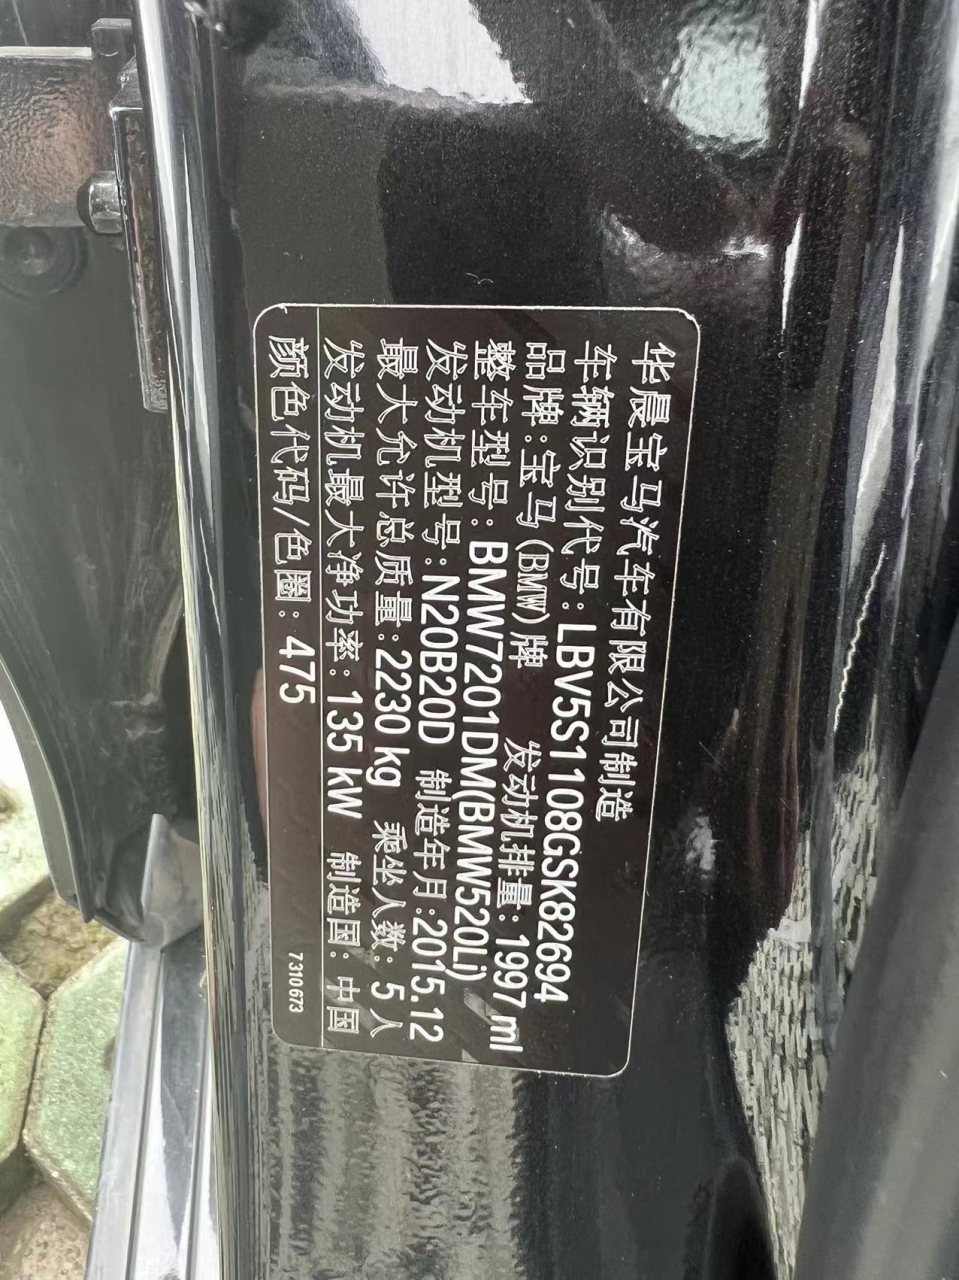 华晨宝马汽车有限公司制造
车辆识别代号:LBV5S1108GSK82694
品牌:宝马(BMW)牌 发动机排量:1997 ml
整车型号:BMW7201DM(BMW520Li)
发动机型号:N20B20D 制造年月:2015.12
最大允许总质量:2230 kg 乘坐人数:5人
发动机最大净功率:135 kW 制造国:中国
颜色代码/色圈:475 7 310 673